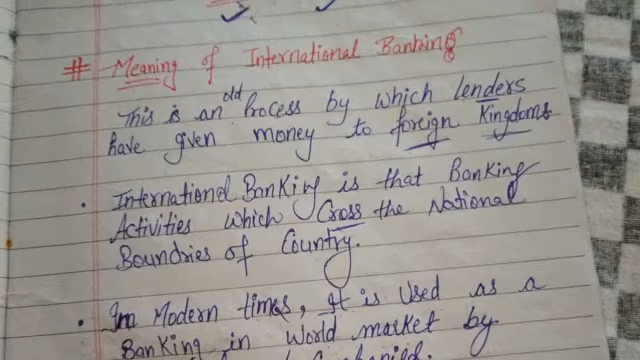 # Meaning of International Banking
This is an old Process by which lenders
have given money to foreign Kingdoms
• International Banking is that Banking
Activities which Cross the National
Boundries of Country.
• In Modern times, It is used as a
Banking in World market by